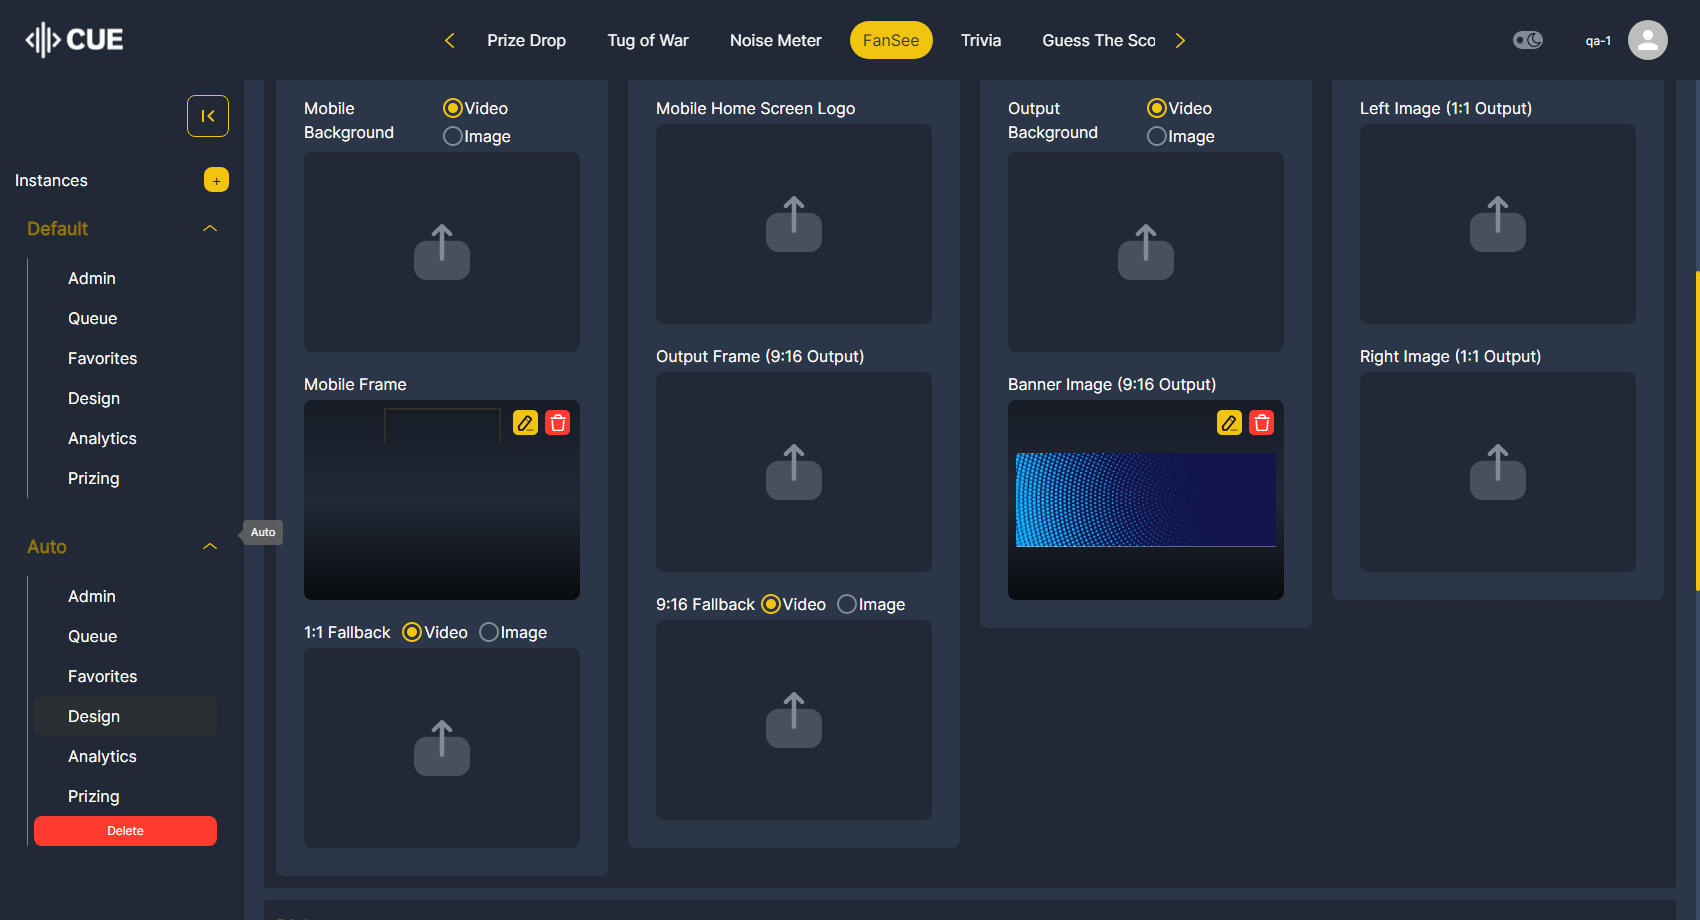 CUE
Prize Drop
Tug of War
Noise Meter
FanSee
Trivia
Guess The Sco
qa-1
Instances
+
Default
Admin
Queue
Favorites
Design
Analytics
Prizing
Auto
Auto
Admin
Queue
Favorites
Design
Analytics
Prizing
Delete
Mobile
Background
Video
Image
Mobile Frame
1:1 Fallback
Video
Image
Mobile Home Screen Logo
Output Frame (9:16 Output)
9:16 Fallback
Video
Image
Output
Background
Video
Image
Banner Image (9:16 Output)
Left Image (1:1 Output)
Right Image (1:1 Output)